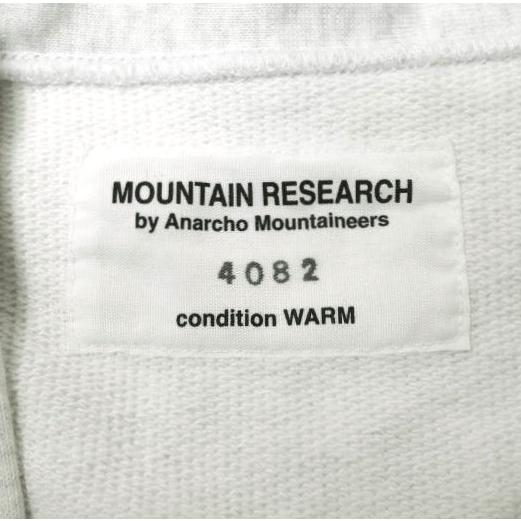 MOUNTAIN RESEARCH
by Anarcho Mountaineers
4082
condition WARM